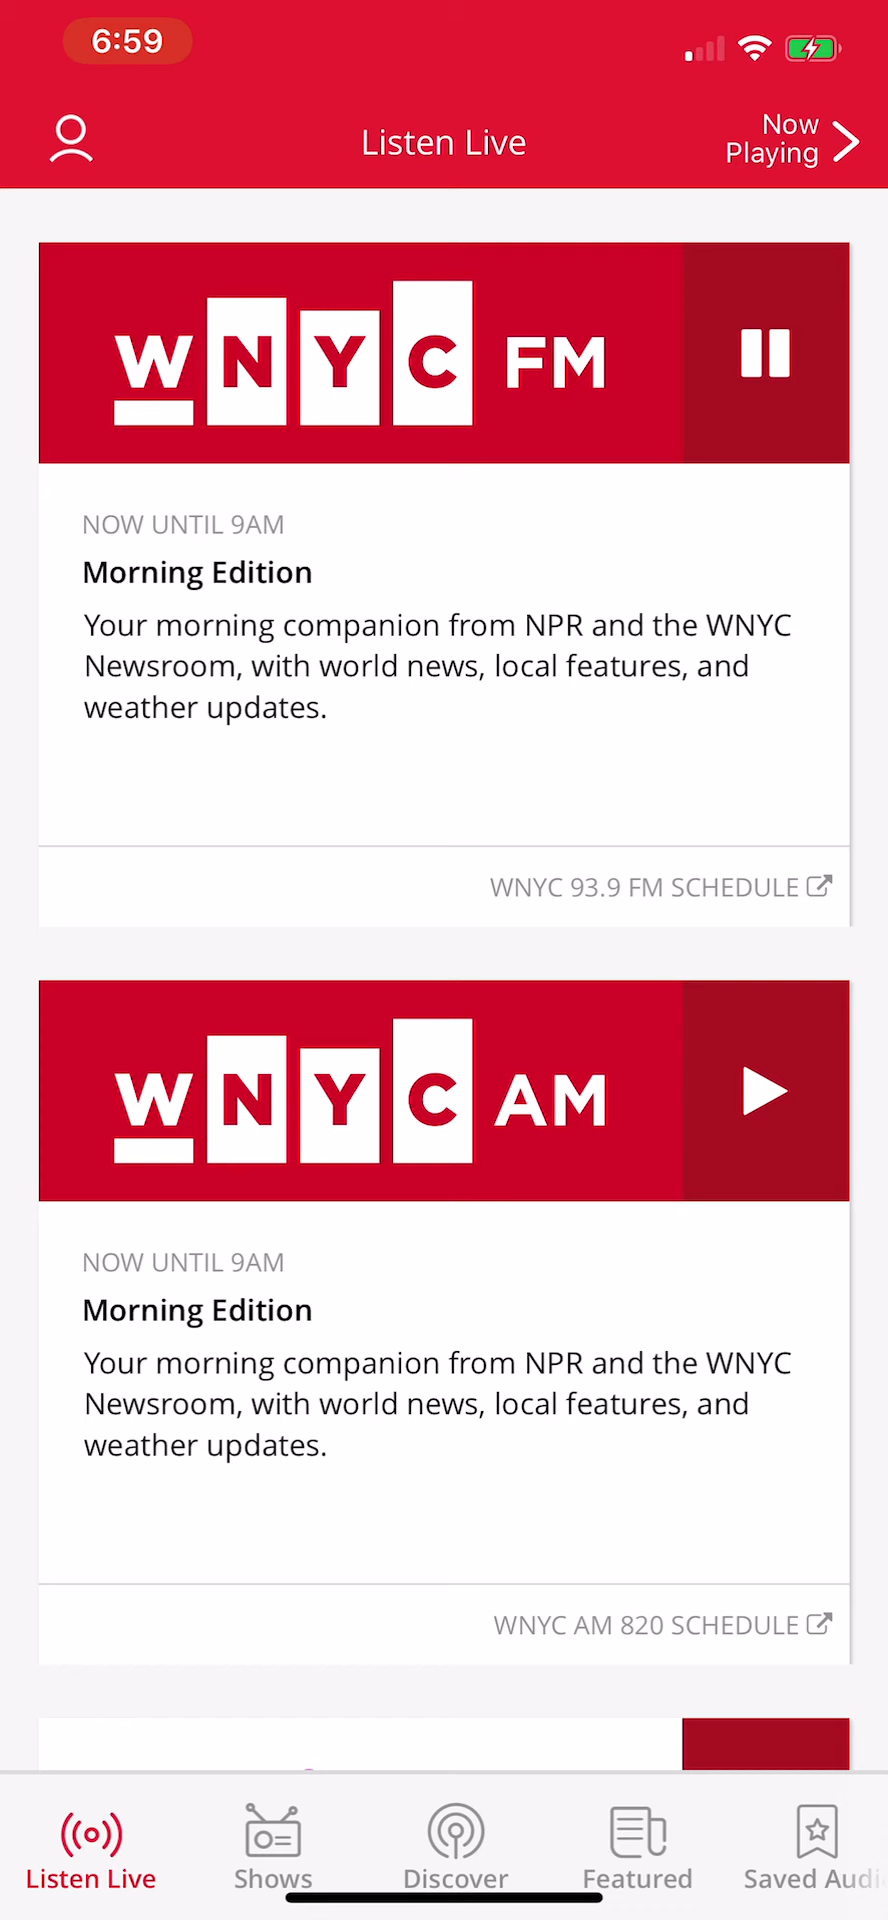 6:59
Listen Live
Now
Playing
WNYC FM
NOW UNTIL 9AM
Morning Edition
Your morning companion from NPR and the WNYC
Newsroom, with world news, local features, and
weather updates.
WNYC 93.9 FM SCHEDULE
WNYC AM
NOW UNTIL 9AM
Morning Edition
Your morning companion from NPR and the WNYC
Newsroom, with world news, local features, and
weather updates.
WNYC AM 820 SCHEDULE
Listen Live
Shows
Discover
Featured
Saved Audi